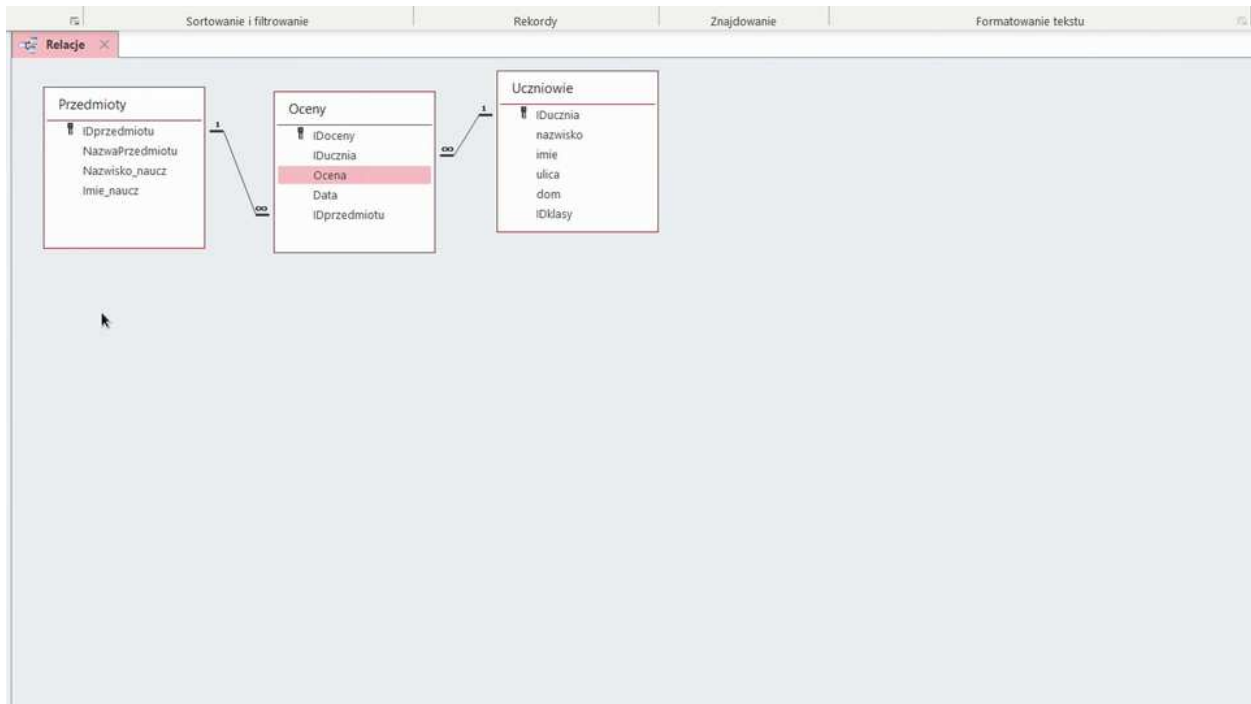 Sortowanie i filtrowanie Rekordy Znajdowanie Formatowanie tekstu
Relacje
Przedmioty
IDprzedmiotu
NazwaPrzedmiotu
Nazwisko_naucz
Imie_naucz
1
∞
Oceny
IDoceny
IDucznia
Ocena
Data
IDprzedmiotu
∞
1
Uczniowie
IDucznia
nazwisko
imie
ulica
dom
IDklasy